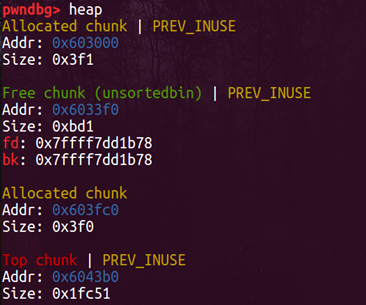 pwndbg> heap
Allocated chunk | PREV_INUSE
Addr: 0x603000
Size: 0x3f1
Free chunk (unsortedbin) | PREV_INUSE
Addr: 0x6033f0
Size: 0xbd1
fd: 0x7ffff7dd1b78
bk: 0x7ffff7dd1b78
Allocated chunk
Addr: 0x603fc0
Size: 0x3f0
Top chunk | PREV_INUSE
Addr: 0x6043b0
Size: 0x1fc51